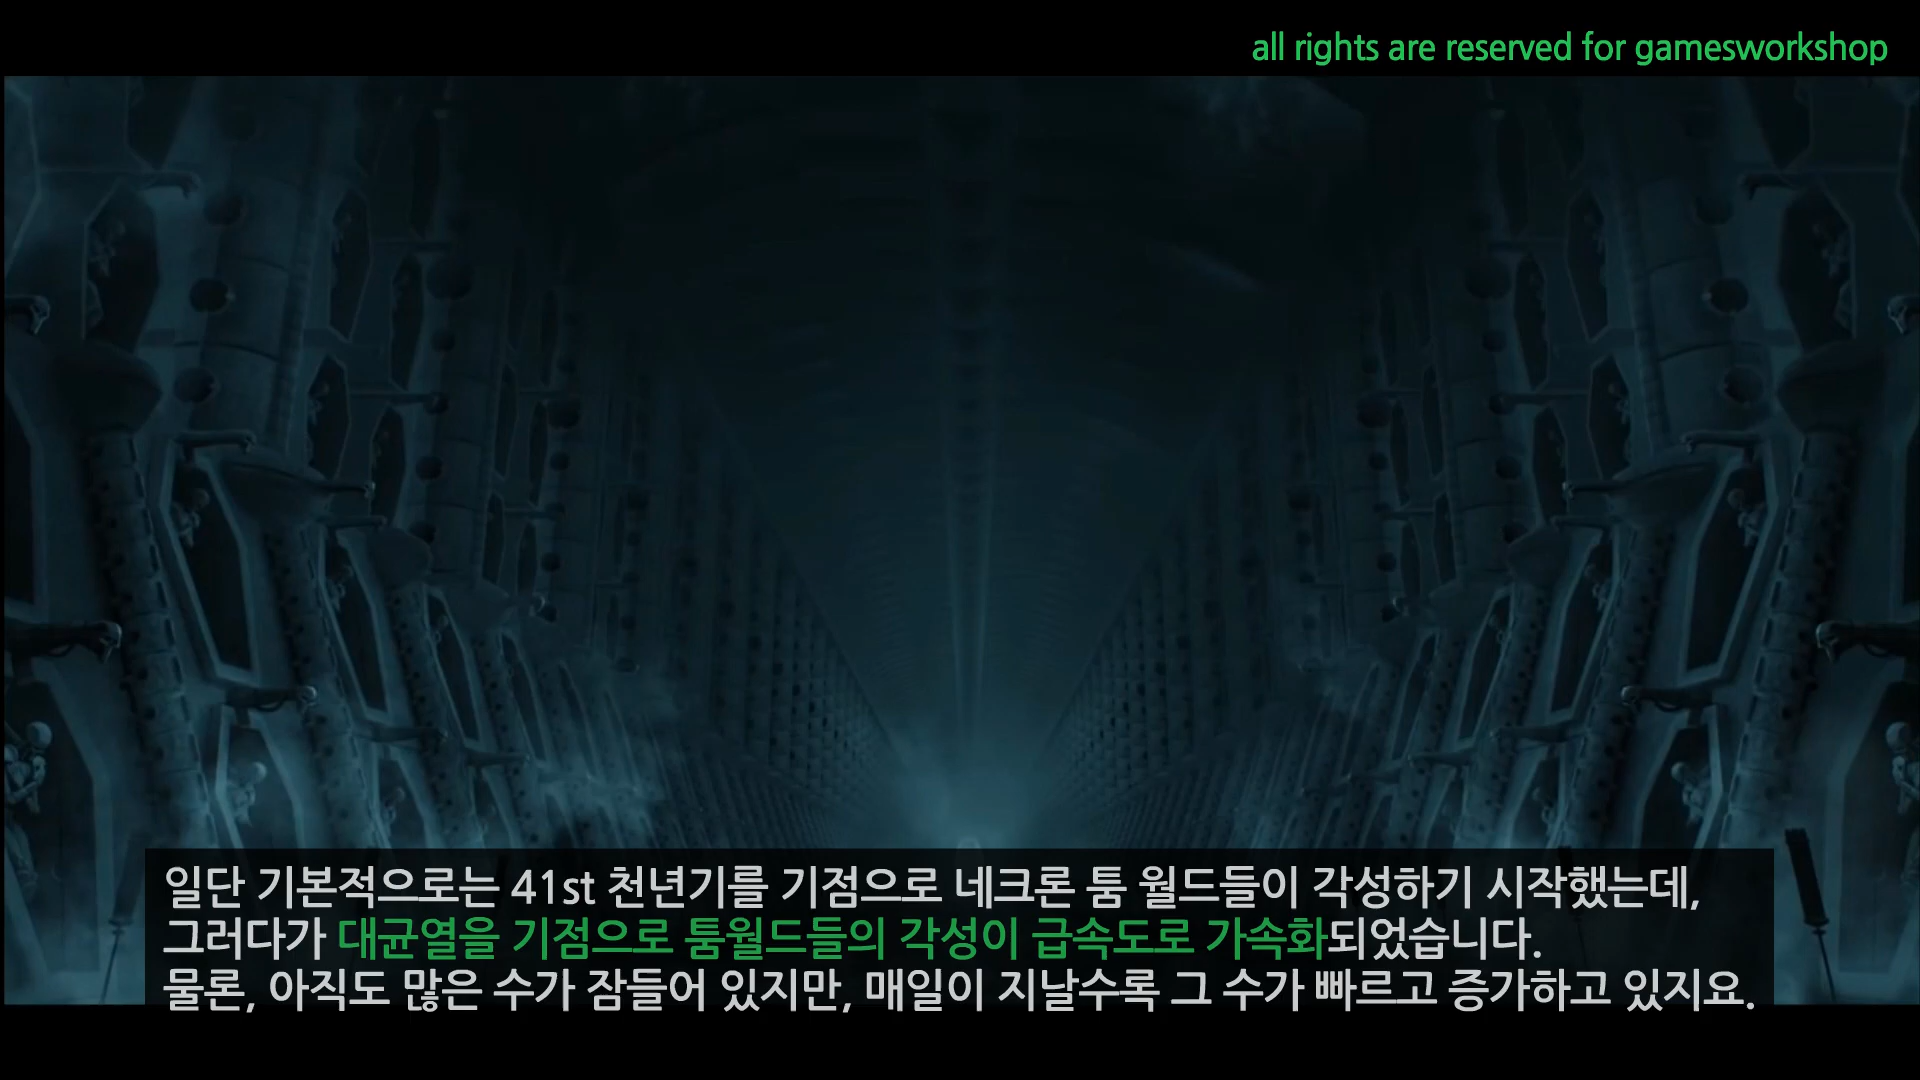 all rights are reserved for gamesworkshop
일단 기본적으로는 41st 천년기를 기점으로 네크론 툼 월드들이 각성하기 시작했는데,
그러다가 대균열을 기점으로 툼월드들의 각성이 급속도로 가속화되었습니다.
물론, 아직도 많은 수가 잠들어 있지만, 매일이 지날수록 그 수가 빠르고 증가하고 있지요.